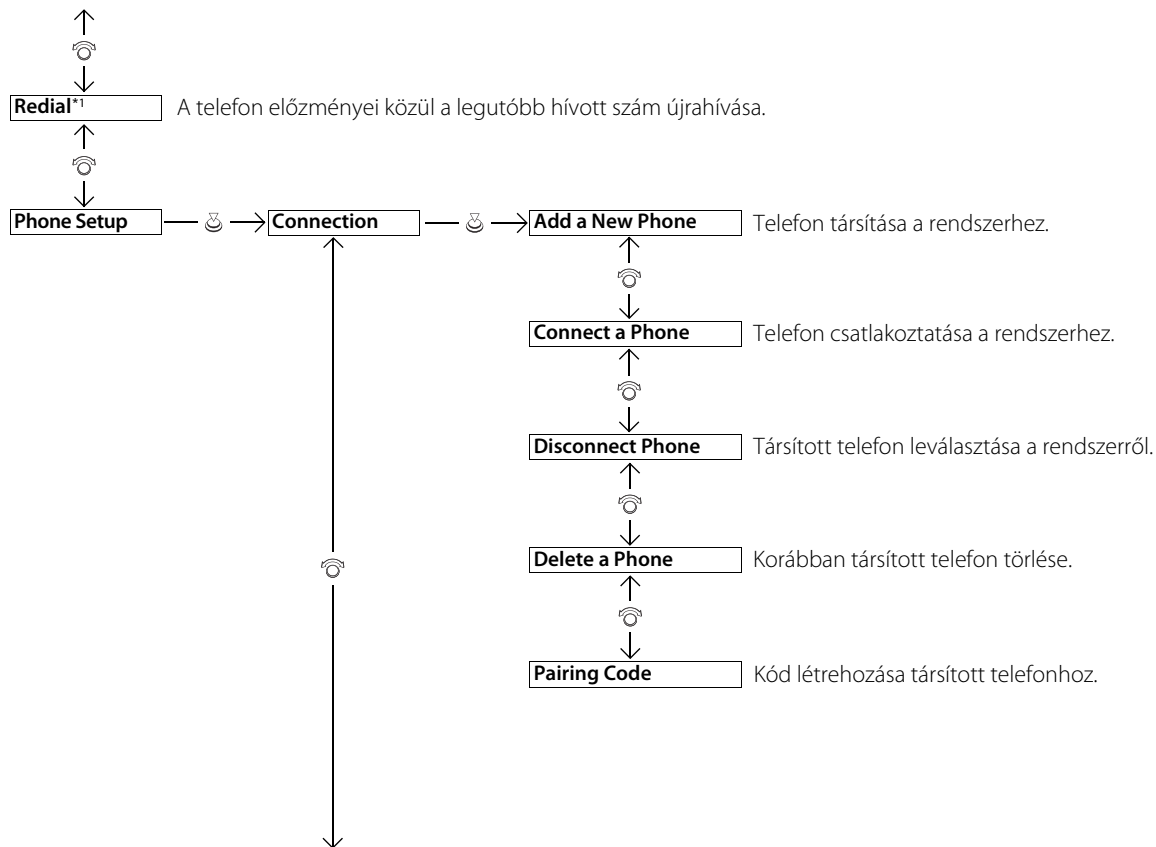 Redial*1 A telefon előzményei közül a legutóbb hívott szám újrahívása.
Phone Setup Connection Add a New Phone Telefon társítása a rendszerhez.
Connect a Phone Telefon csatlakoztatása a rendszerhez.
Disconnect Phone Társított telefon leválasztása a rendszerről.
Delete a Phone Korábban társított telefon törlése.
Pairing Code Kód létrehozása társított telefonhoz.